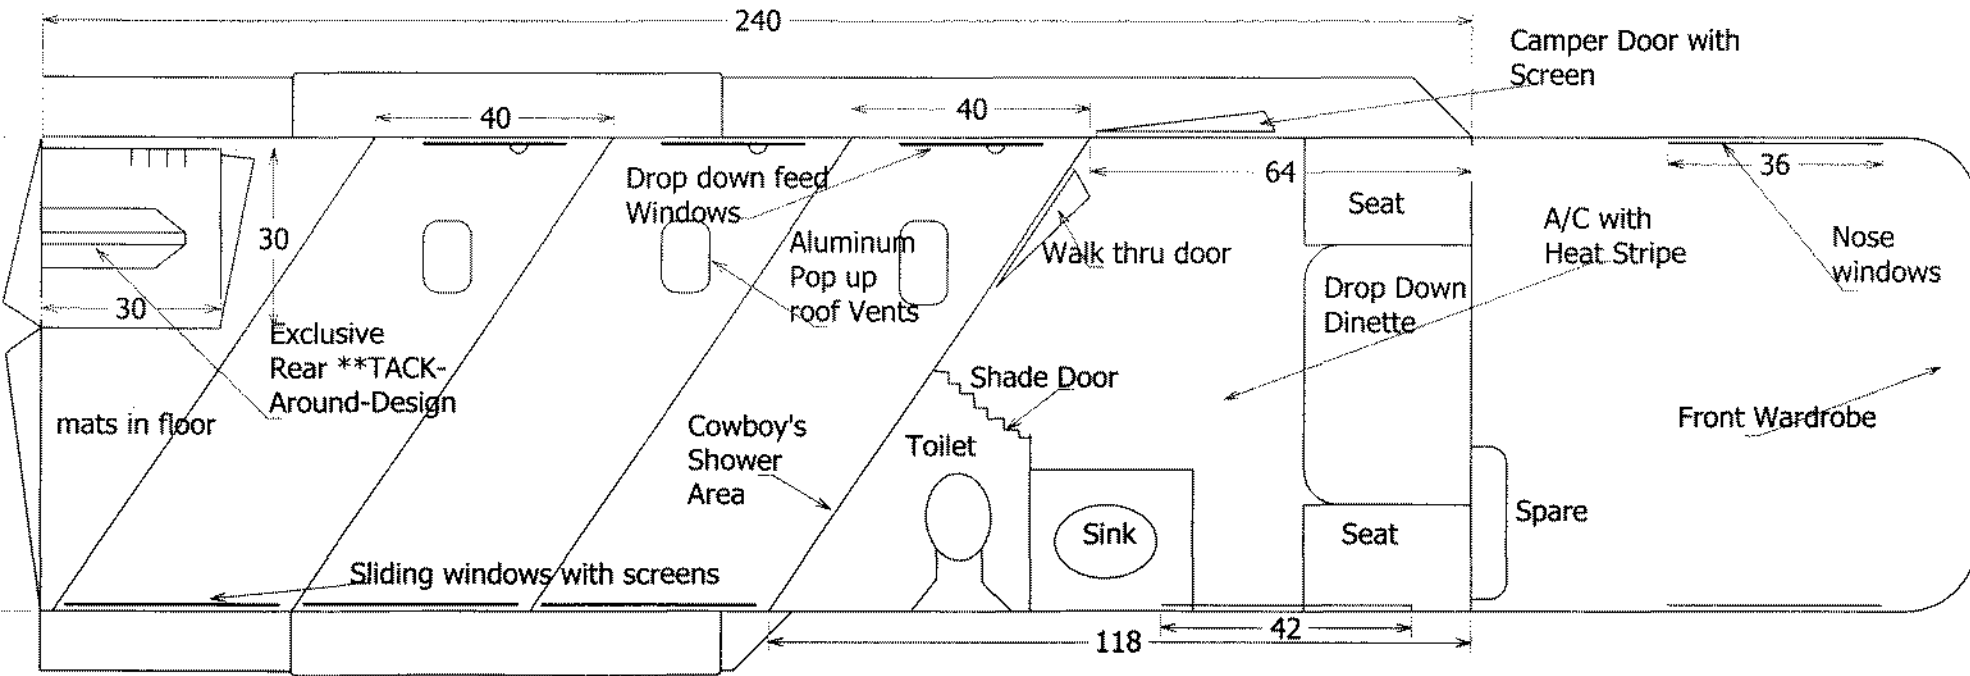 240
Camper Door with
Screen
40
40
64
36
Seat
Drop down feed
Windows
30
30
Aluminum
Pop up
roof Vents
Walk thru door
A/C with
Heat Stripe
Nose
windows
Drop Down
Dinette
Exclusive
Rear **TACK-
Around-Design
mats in floor
Shade Door
Front Wardrobe
Cowboy's
Shower
Area
Toilet
Sink
Seat
Spare
Sliding windows with screens
42
118